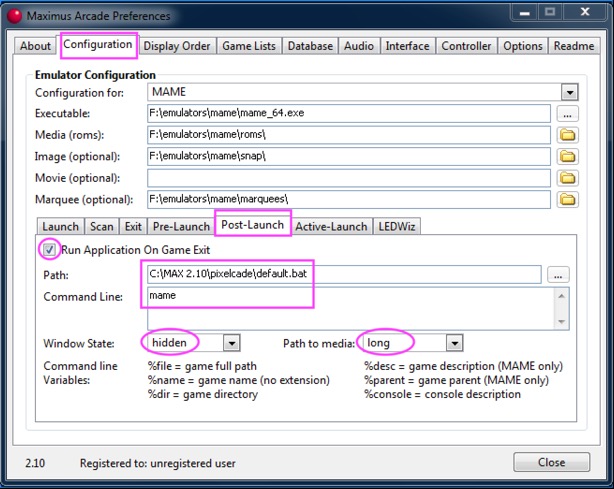 Maximus Arcade Preferences
About Configuration Display Order Game Lists Database Audio Interface Controller Options Readme
Emulator Configuration
Configuration for: MAME
Executable: F:\emulators\mame\mame_64.exe ...
Media (roms): F:\emulators\mame\roms\
Image (optional): F:\emulators\mame\snap\
Movie (optional):
Marquee (optional): F:\emulators\mame\marquees\
Launch Scan Exit Pre-Launch Post-Launch Active-Launch LEDWiz
Run Application On Game Exit
Path: C:\MAX 2.10\pixelcade\default.bat ...
Command Line: mame
Window State: hidden Path to media: long
Command line %file = game full path %desc = game description (MAME only)
Variables: %name = game name (no extension) %parent = game parent (MAME only)
%dir = game directory %console = console description
2.10 Registered to: unregistered user Close